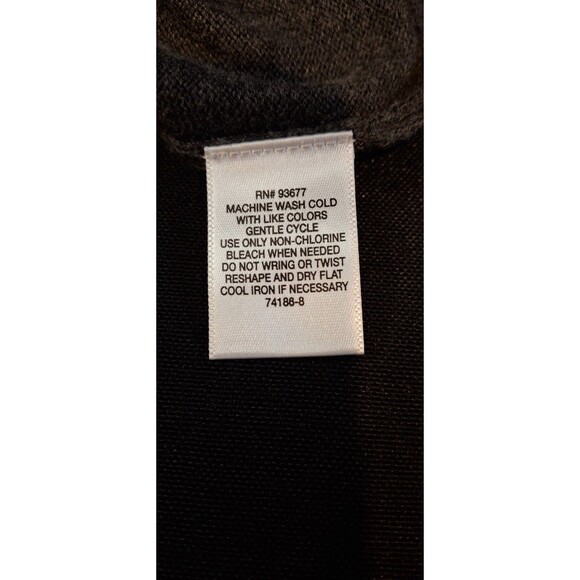 RN# 93677
MACHINE WASH COLD
WITH LIKE COLORS
GENTLE CYCLE
USE ONLY NON-CHLORINE
BLEACH WHEN NEEDED
DO NOT WRING OR TWIST
RESHAPE AND DRY FLAT
COOL IRON IF NECESSARY
74186-8